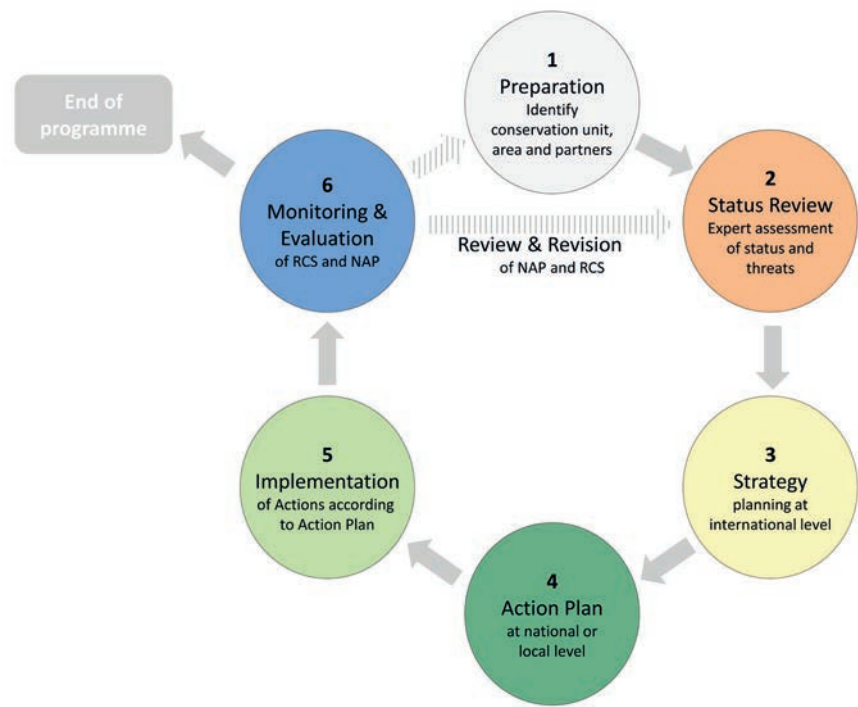 1
Preparation
Identify
conservation unit,
area and partners
End of
programme
2
Status Review
Expert assessment
of status and
threats
6
Monitoring &
Evaluation
of RCS and NAP
Review & Revision
of NAP and RCS
3
Strategy
planning at
international level
5
Implementation
of Actions according
to Action Plan
4
Action Plan
at national or
local level